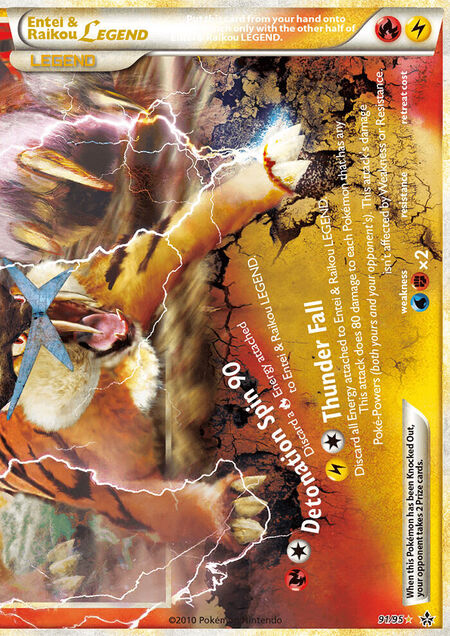 Entei &
Raikou LEGEND
Put this card from your hand onto
only with the other half of
Entei & Raikou LEGEND.
LEGEND
Detonation Spin 90
Discard a Energy attached
to Entei & Raikou LEGEND.
Thunder Fall
Discard all Energy attached to Entei & Raikou LEGEND.
This attack does 80 damage to each Pokémon that has any
Poké-Powers (both yours and your opponent's). This attack's damage
isn't affected by Weakness or Resistance.
weakness
×2
resistance
retreat cost
When this Pokémon has been Knocked Out,
your opponent takes 2 Prize cards.
©2010 Pokémon/Nintendo
91/95